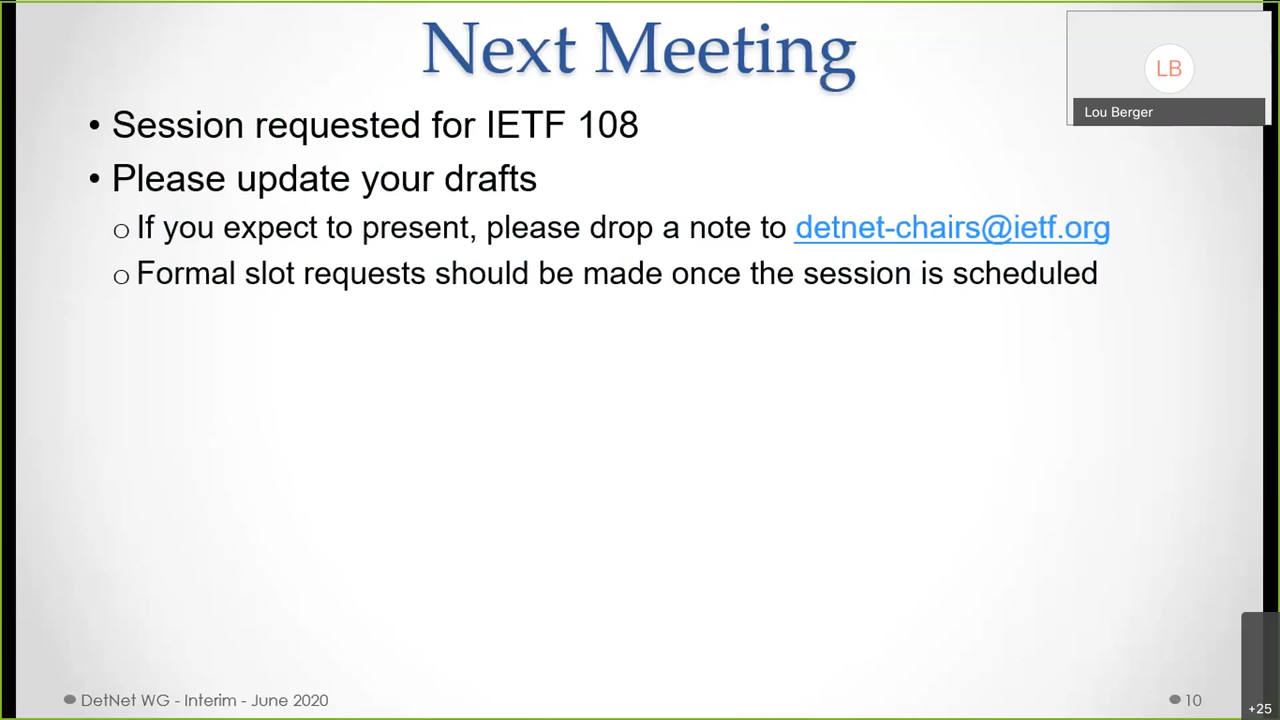 Next Meeting
LB
Lou Berger
• Session requested for IETF 108
• Please update your drafts
o If you expect to present, please drop a note to detnet-chairs@ietf.org
o Formal slot requests should be made once the session is scheduled
DetNet WG - Interim - June 2020
10
+25